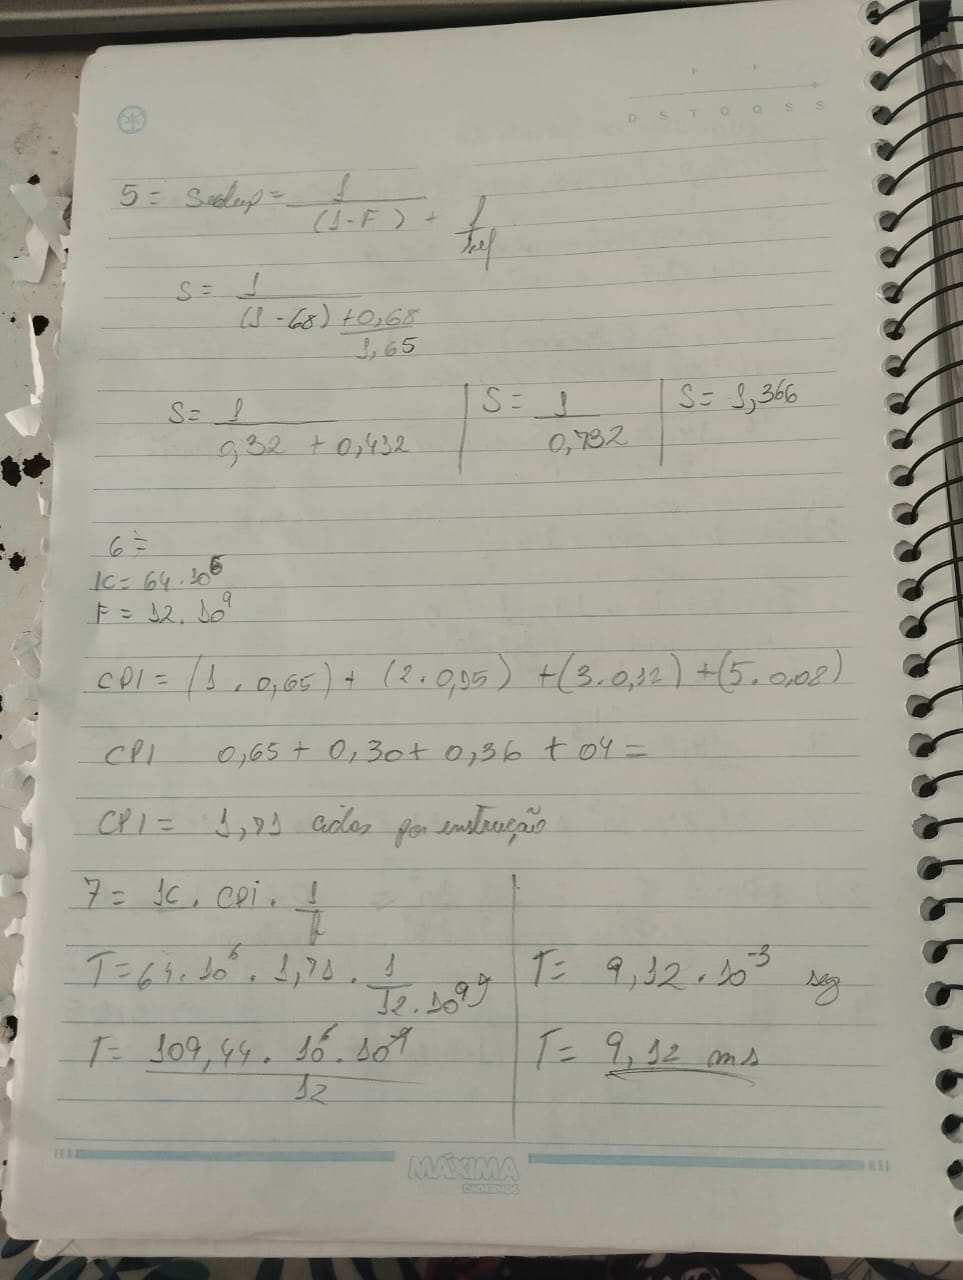 D S T Q Q S S
5 = Sedup = 1 / (1-F) + f / sef
S = 1 / (1-68) + 0,68 / 1,65
S = 1 / 0,32 + 0,412 | S = 1 / 0,732 | S = 1,366
6 =
IC = 64 . 10^6
F = 12 . 10^9
CPI = (1 . 0,65) + (2 . 0,15) + (3 . 0,12) + (5 . 0,08)
CPI 0,65 + 0,30 + 0,36 + 04 =
CPI = 1,71 ciclos por instrução
7 = IC . CPI . 1 / f
T = 64 . 10^6 . 1,71 . 1 / 12 . 10^9 | T = 9,12 . 10^-3 seg
T = 109,44 . 10^6 . 10^-9 / 12 | T = 9,12 ms
MÁXIMA
CADERNOS